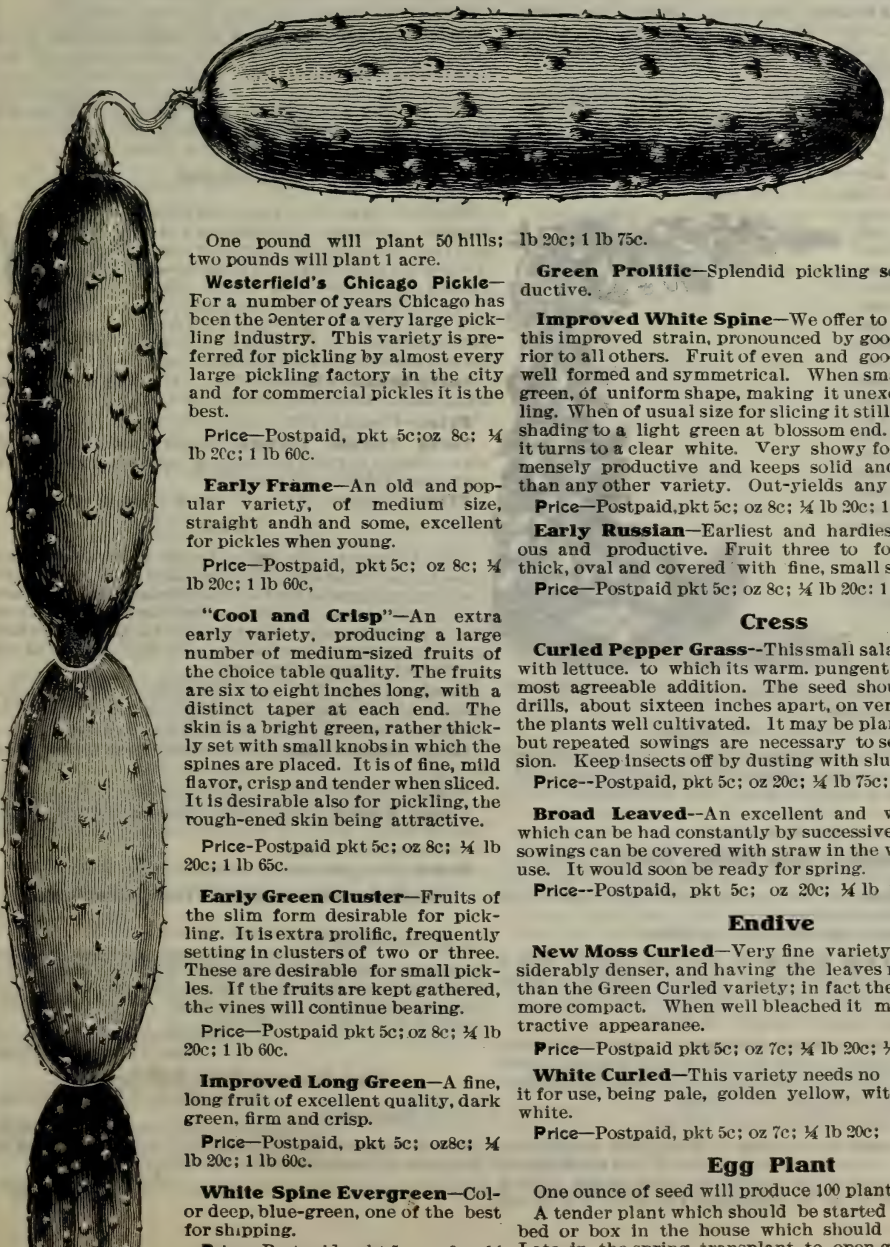 One pound will plant 50 hills;
two pounds will plant 1 acre.
Westerfield's Chicago Pickle—
For a number of years Chicago has
been the Center of a very large pick-
ling industry. This variety is pre-
ferred for pickling by almost every
large pickling factory in the city
and for commercial pickles it is the
best.
Price—Postpaid, pkt 5c; oz 8c; ¼
lb 20c; 1 lb 60c.
Early Frame—An old and pop-
ular variety, of medium size,
straight andh and some, excellent
for pickles when young.
Price—Postpaid, pkt 5c; oz 8c; ¼
lb 20c; 1 lb 60c,
"Cool and Crisp"—An extra
early variety, producing a large
number of medium-sized fruits of
the choice table quality. The fruits
are six to eight inches long, with a
distinct taper at each end. The
skin is a bright green, rather thick-
ly set with small knobs in which the
spines are placed. It is of fine, mild
flavor, crisp and tender when sliced.
It is desirable also for pickling, the
rough-ened skin being attractive.
Price-Postpaid pkt 5c; oz 8c; ¼ lb
20c; 1 lb 65c.
Early Green Cluster—Fruits of
the slim form desirable for pick-
ling. It is extra prolific, frequently
setting in clusters of two or three.
These are desirable for small pick-
les. If the fruits are kept gathered,
the vines will continue bearing.
Price—Postpaid pkt 5c; oz 8c; ¼ lb
20c; 1 lb 60c.
Improved Long Green—A fine,
long fruit of excellent quality, dark
green, firm and crisp.
Price—Postpaid, pkt 5c; oz8c; ¼
lb 20c; 1 lb 60c.
White Spine Evergreen—Col-
or deep, blue-green, one of the best
for shipping.
lb 20c; 1 lb 75c.
Green Prolific—Splendid pickling
ductive.
Improved White Spine—We offer to
this improved strain, pronounced by
rior to all others. Fruit of even and
well formed and symmetrical. When
green, of uniform shape, making it
ling. When of usual size for slicing it still
shading to a light green at blossom end.
it turns to a clear white. Very showy
mensely productive and keeps solid
than any other variety. Out-yields any
Price—Postpaid, pkt 5c; oz 8c; ¼ lb 20c; 1
Early Russian—Earliest and
ous and productive. Fruit three to
thick, oval and covered with fine, small
Price—Postpaid pkt 5c; oz 8c; ¼ lb 20c: 1
Cress
Curled Pepper Grass--This small
with lettuce. to which its warm. pungent
most agreeable addition. The seed
drills, about sixteen inches apart, on
the plants well cultivated. It may be
but repeated sowings are necessary to
sion. Keep insects off by dusting with
Price--Postpaid, pkt 5c; oz 20c; ¼ lb 75c;
Broad Leaved--An excellent and
which can be had constantly by successive
sowings can be covered with straw in the
use. It would soon be ready for spring.
Price--Postpaid, pkt 5c; oz 20c; ¼ lb
Endive
New Moss Curled—Very fine variety
siderably denser, and having the leaves
than the Green Curled variety; in fact
more compact. When well bleached it
tractive appearanee.
Price—Postpaid pkt 5c; oz 7c; ¼ lb 20c;
White Curled—This variety needs no
it for use, being pale, golden yellow,
white.
Price—Postpaid, pkt 5c; oz 7c; ¼ lb 20c;
Egg Plant
One ounce of seed will produce 100
A tender plant which should be started
bed or box in the house which should